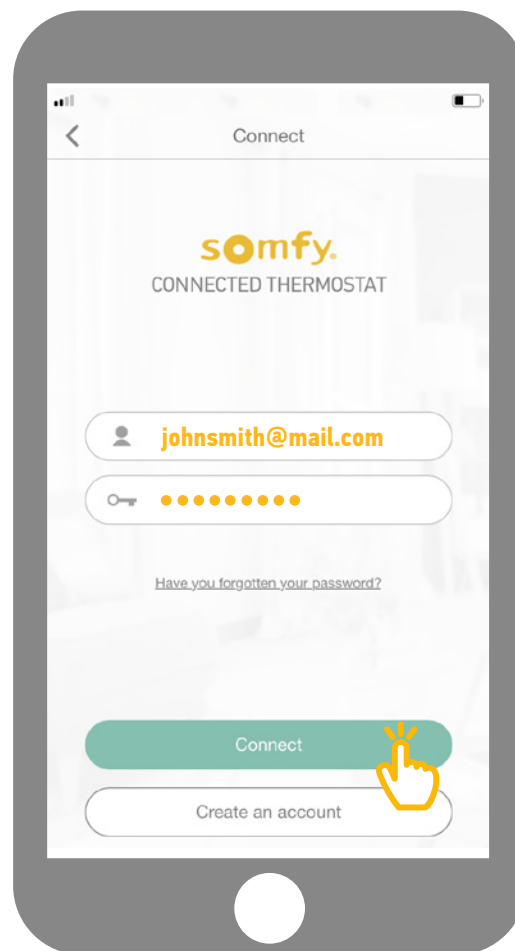 Connect
somfy.
CONNECTED THERMOSTAT
johnsmith@mail.com
•••••••••
Have you forgotten your password?
Connect
Create an account